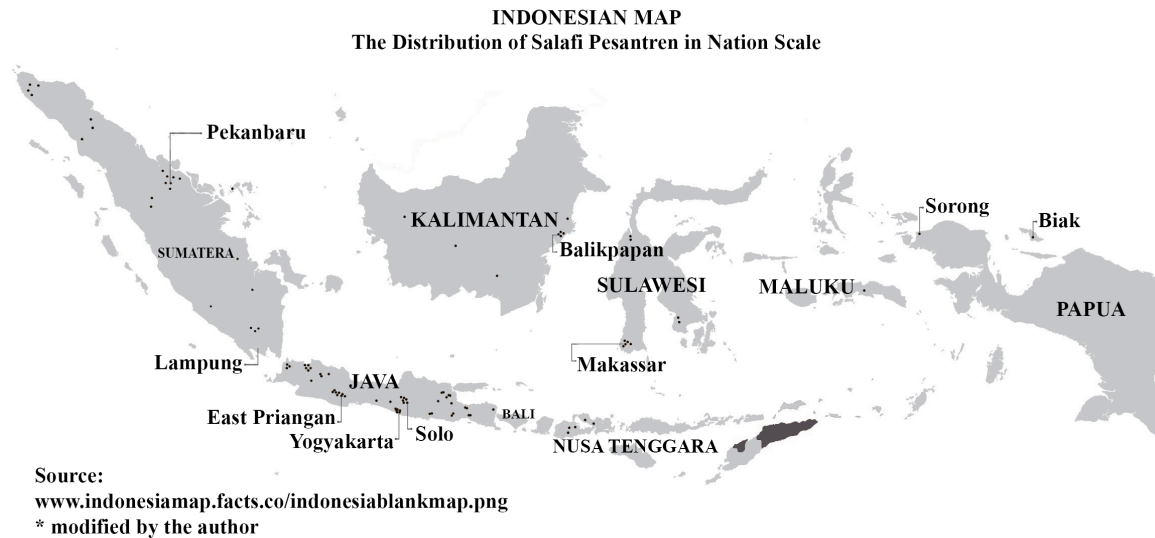 INDONESIAN MAP
The Distribution of Salafi Pesantren in Nation Scale
Pekanbaru
Sorong
Biak
KALIMANTAN
Balikpapan
SUMATERA
SULAWESI
MALUKU
PAPUA
Lampung
Makassar
JAVA
East Priangan
BALI
Yogyakarta
Solo
NUSA TENGGARA
Source:
www.indonesiamap.facts.co/indonesiablankmap.png
* modified by the author